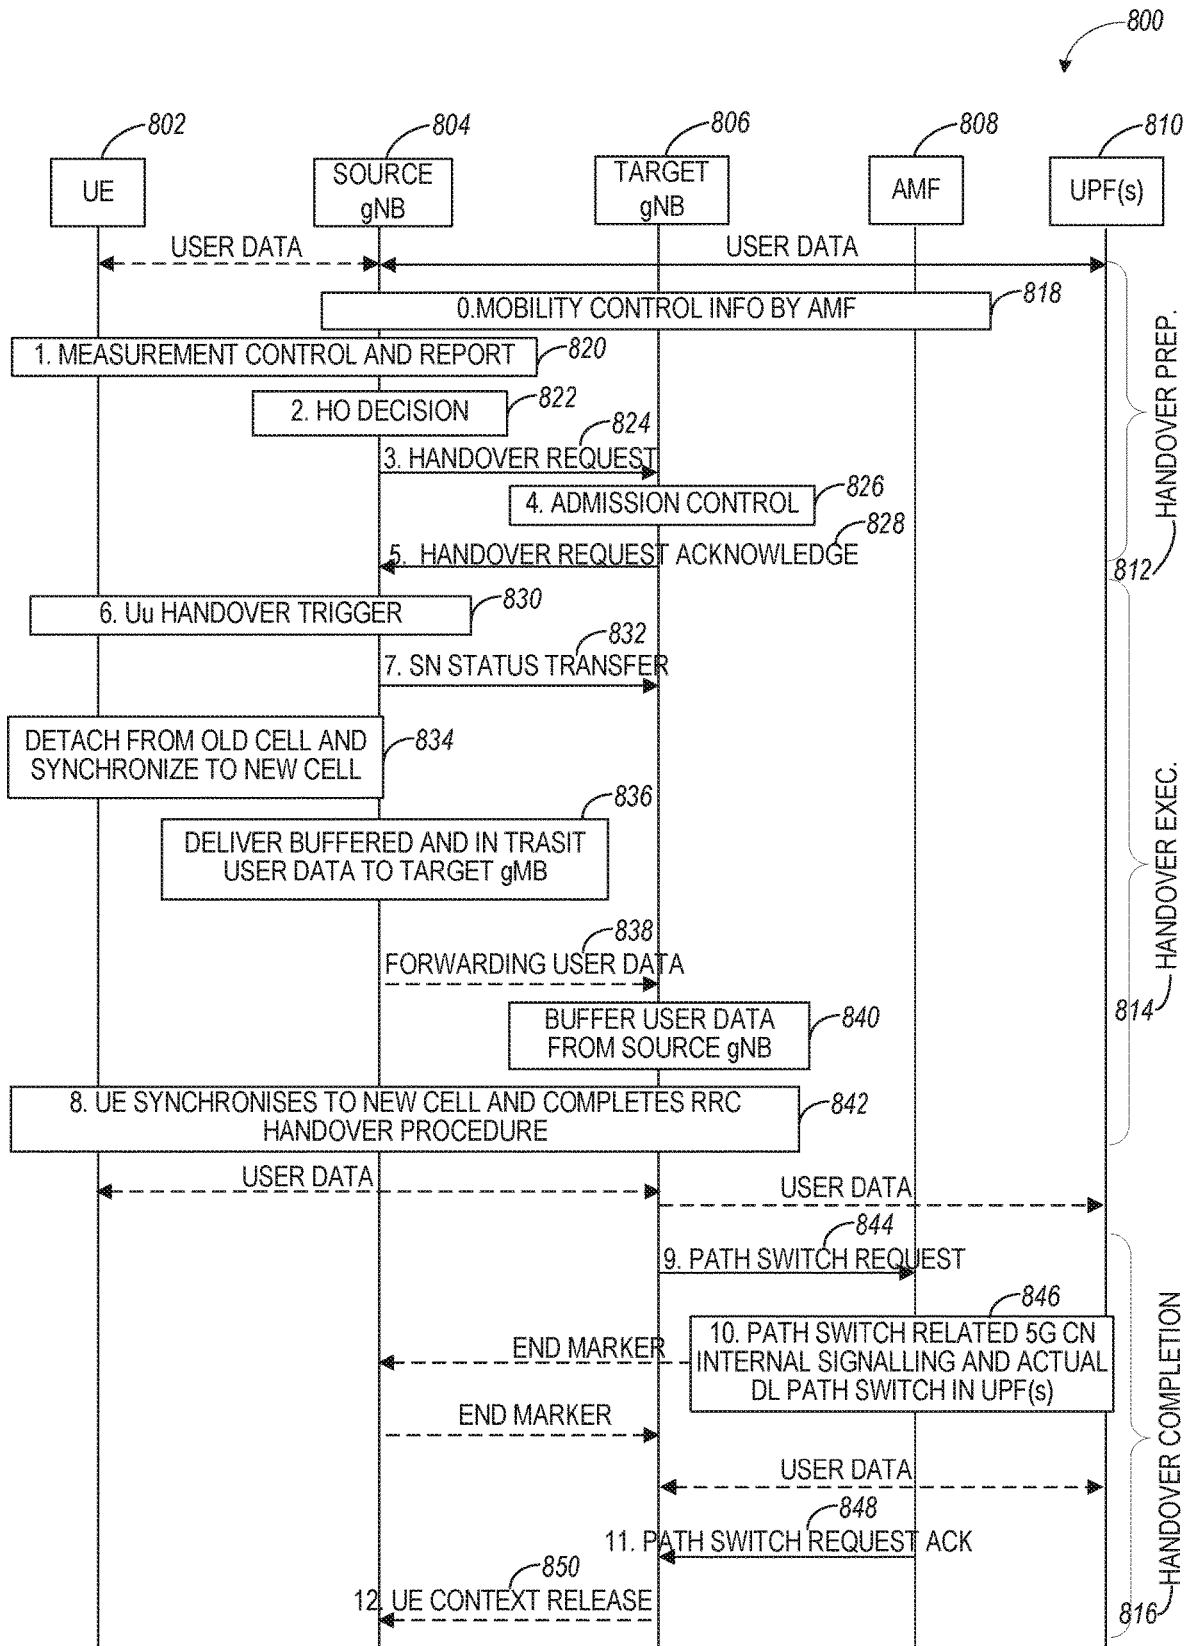 800
802
804
806
808
810
UE
SOURCE
gNB
TARGET
gNB
AMF
UPF(s)
USER DATA
USER DATA
0.MOBILITY CONTROL INFO BY AMF
818
1. MEASUREMENT CONTROL AND REPORT
820
2. HO DECISION
822
824
3. HANDOVER REQUEST
4. ADMISSION CONTROL
826
828
5. HANDOVER REQUEST ACKNOWLEDGE
HANDOVER PREP.
812
6. Uu HANDOVER TRIGGER
830
832
7. SN STATUS TRANSFER
DETACH FROM OLD CELL AND
SYNCHRONIZE TO NEW CELL
834
836
DELIVER BUFFERED AND IN TRASIT
USER DATA TO TARGET gMB
838
FORWARDING USER DATA
BUFFER USER DATA
FROM SOURCE gNB
840
HANDOVER EXEC.
814
8. UE SYNCHRONISES TO NEW CELL AND COMPLETES RRC
HANDOVER PROCEDURE
842
USER DATA
USER DATA
844
9. PATH SWITCH REQUEST
846
10. PATH SWITCH RELATED 5G CN
INTERNAL SIGNALLING AND ACTUAL
DL PATH SWITCH IN UPF(s)
END MARKER
END MARKER
USER DATA
848
11. PATH SWITCH REQUEST ACK
850
12. UE CONTEXT RELEASE
HANDOVER COMPLETION
816